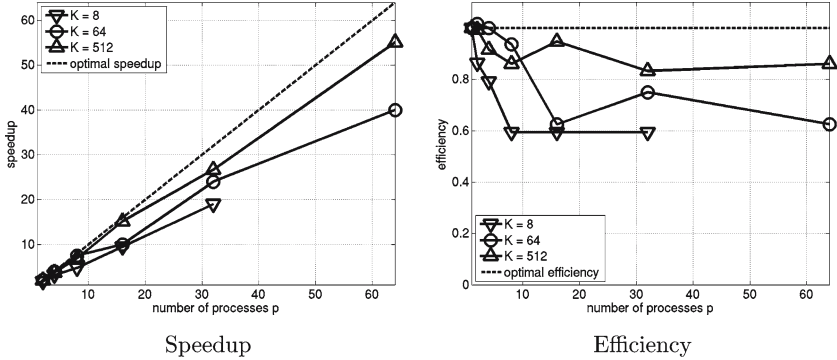 60
50
40
30
20
10
speedup
K = 8
K = 64
K = 512
optimal speedup
10 20 30 40 50 60
number of processes p
Speedup
0.8
0.6
0.4
0.2
0
efficiency
K = 8
K = 64
K = 512
optimal efficiency
10 20 30 40 50 60
number of processes p
Efficiency